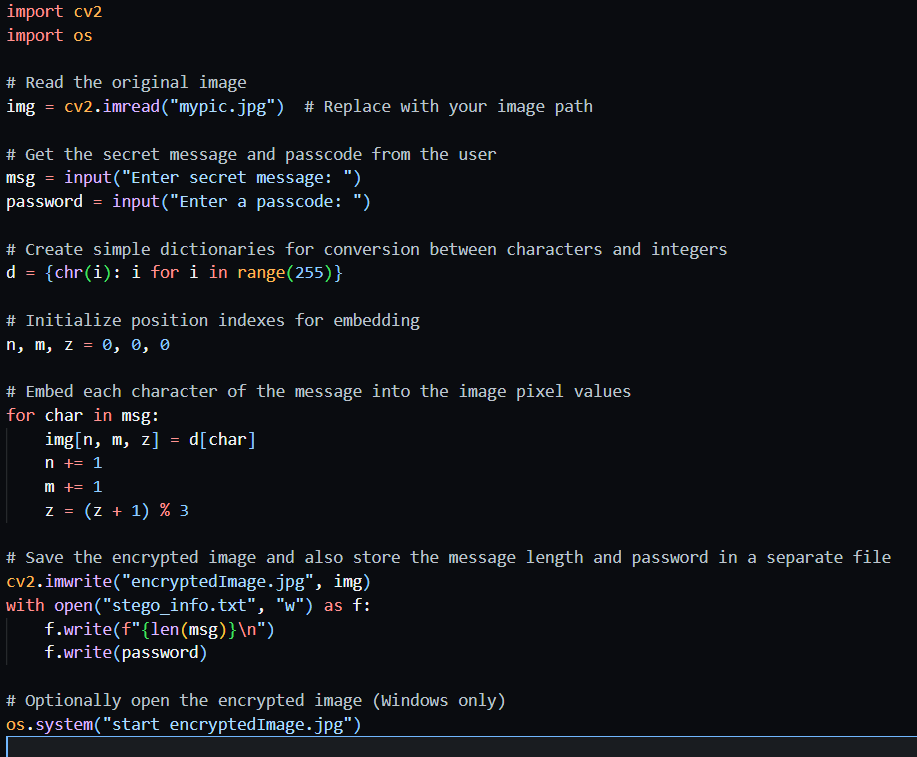 import cv2
import os
# Read the original image
img = cv2.imread("mypic.jpg")  # Replace with your image path
# Get the secret message and passcode from the user
msg = input("Enter secret message: ")
password = input("Enter a passcode: ")
# Create simple dictionaries for conversion between characters and integers
d = {chr(i): i for i in range(255)}
# Initialize position indexes for embedding
n, m, z = 0, 0, 0
# Embed each character of the message into the image pixel values
for char in msg:
    img[n, m, z] = d[char]
    n += 1
    m += 1
    z = (z + 1) % 3
# Save the encrypted image and also store the message length and password in a separate file
cv2.imwrite("encryptedImage.jpg", img)
with open("stego_info.txt", "w") as f:
    f.write(f"{len(msg)}\n")
    f.write(password)
# Optionally open the encrypted image (Windows only)
os.system("start encryptedImage.jpg")